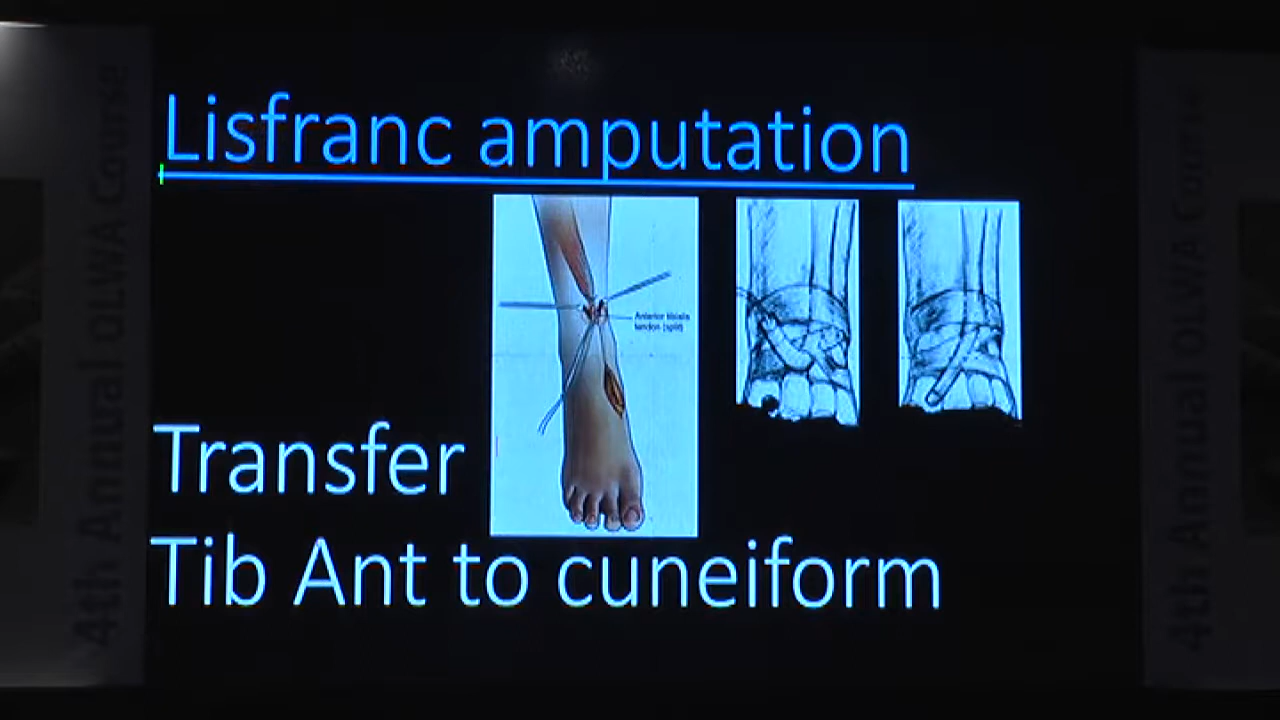 4th Annual OLWA Course
Lisfranc amputation
Anterior tibialis
tendon (split)
Transfer
Tib Ant to cuneiform
4th Annual OLWA Course